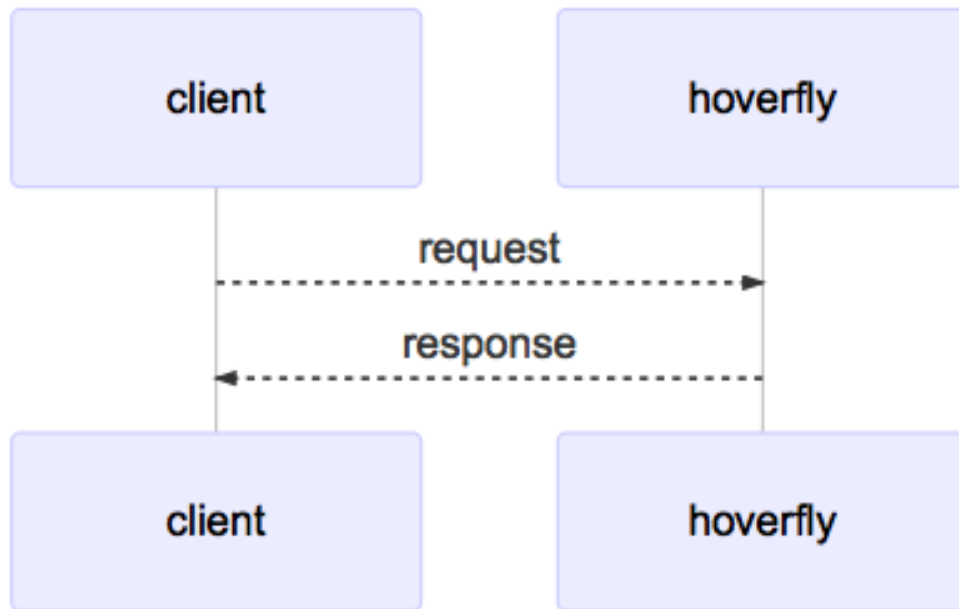 client
hoverfly
request
response
client
hoverfly